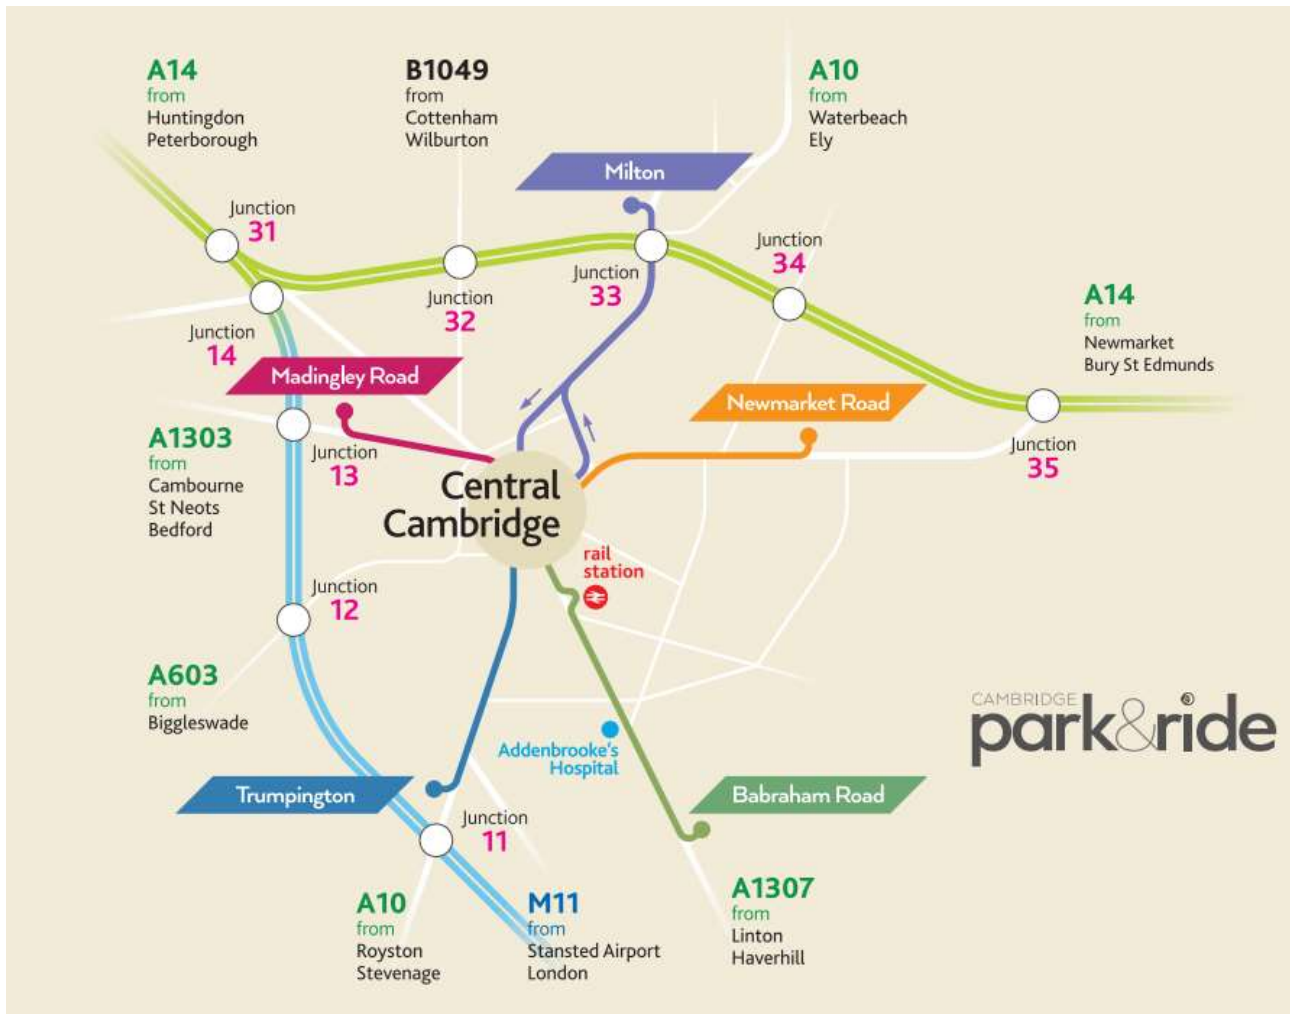 A14
from
Huntingdon
Peterborough
B1049
from
Cottenham
Wilburton
A10
from
Waterbeach
Ely
Milton
Junction
31
Junction
34
Junction
33
Junction
32
A14
from
Newmarket
Bury St Edmunds
Junction
14
Madingley Road
Newmarket Road
A1303
from
Cambourne
St Neots
Bedford
Junction
13
Junction
35
Central
Cambridge
rail
station
Junction
12
A603
from
Biggleswade
CAMBRIDGE
park&ride
Addenbrooke's
Hospital
Trumpington
Babraham Road
Junction
11
A10
from
Royston
Stevenage
M11
from
Stansted Airport
London
A1307
from
Linton
Haverhill